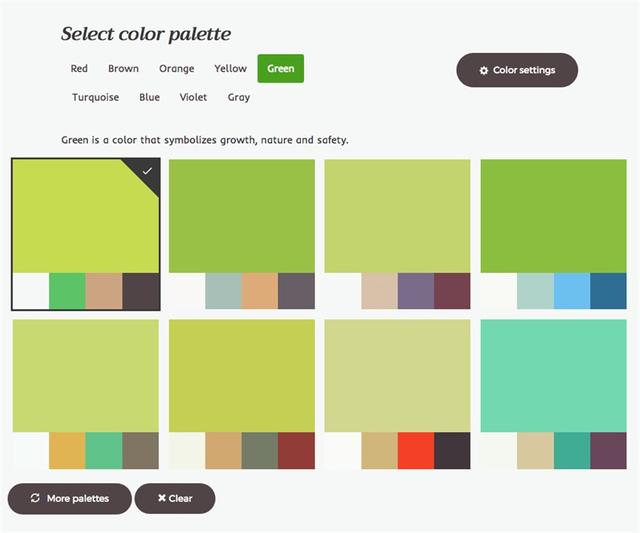 Select color palette
Red Brown Orange Yellow Green
Color settings
Turquoise Blue Violet Gray
Green is a color that symbolizes growth, nature and safety.
More palettes Clear